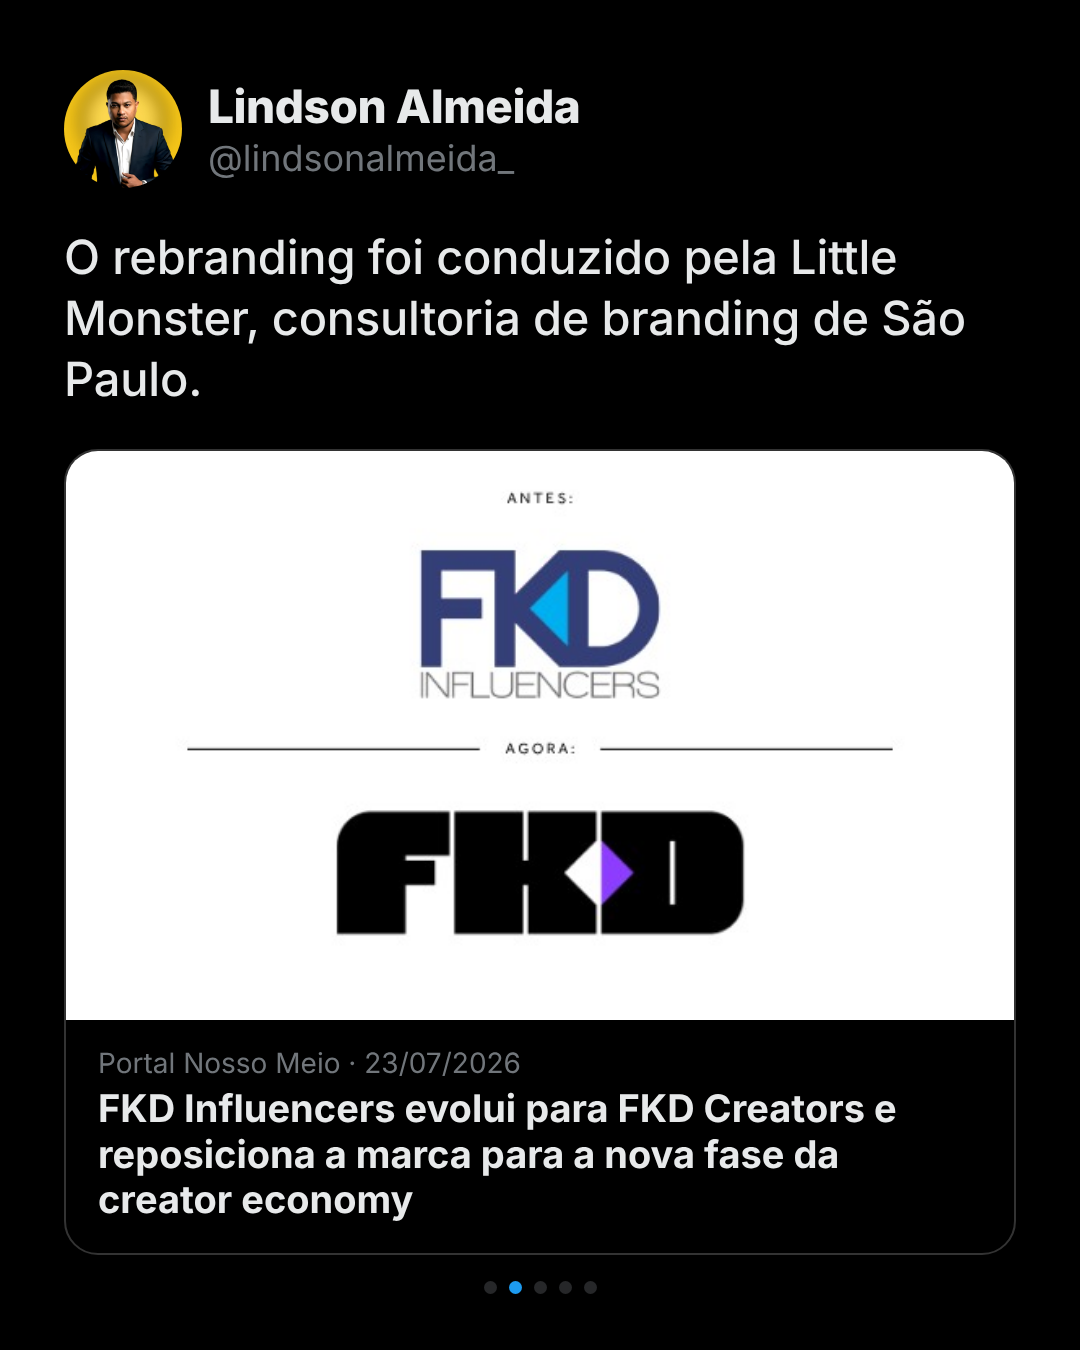 Lindson Almeida
@lindsonalmeida_
O rebranding foi conduzido pela Little
Monster, consultoria de branding de São
Paulo.
ANTES:
FKD
INFLUENCERS
AGORA:
FKD
Portal Nosso Meio · 23/07/2026
FKD Influencers evolui para FKD Creators e
reposiciona a marca para a nova fase da
creator economy